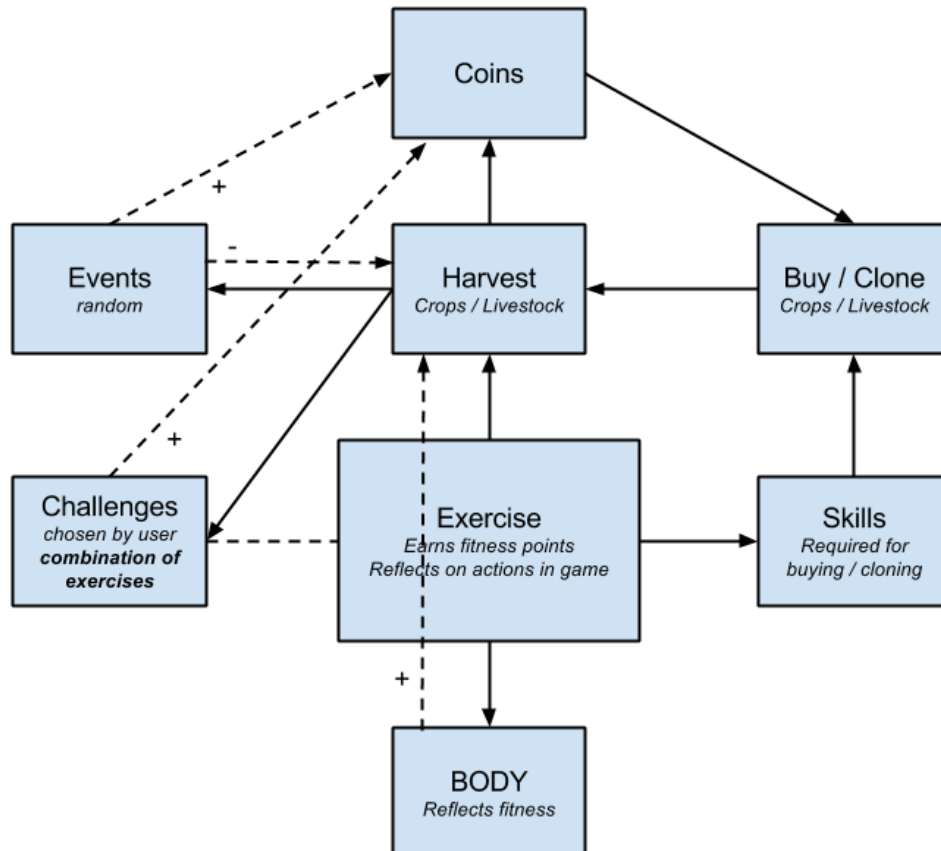 Coins
+
Events
random
-
Harvest
Crops / Livestock
Buy / Clone
Crops / Livestock
+
Challenges
chosen by user
combination of
exercises
Exercise
Earns fitness points
Reflects on actions in game
Skills
Required for
buying / cloning
+
BODY
Reflects fitness